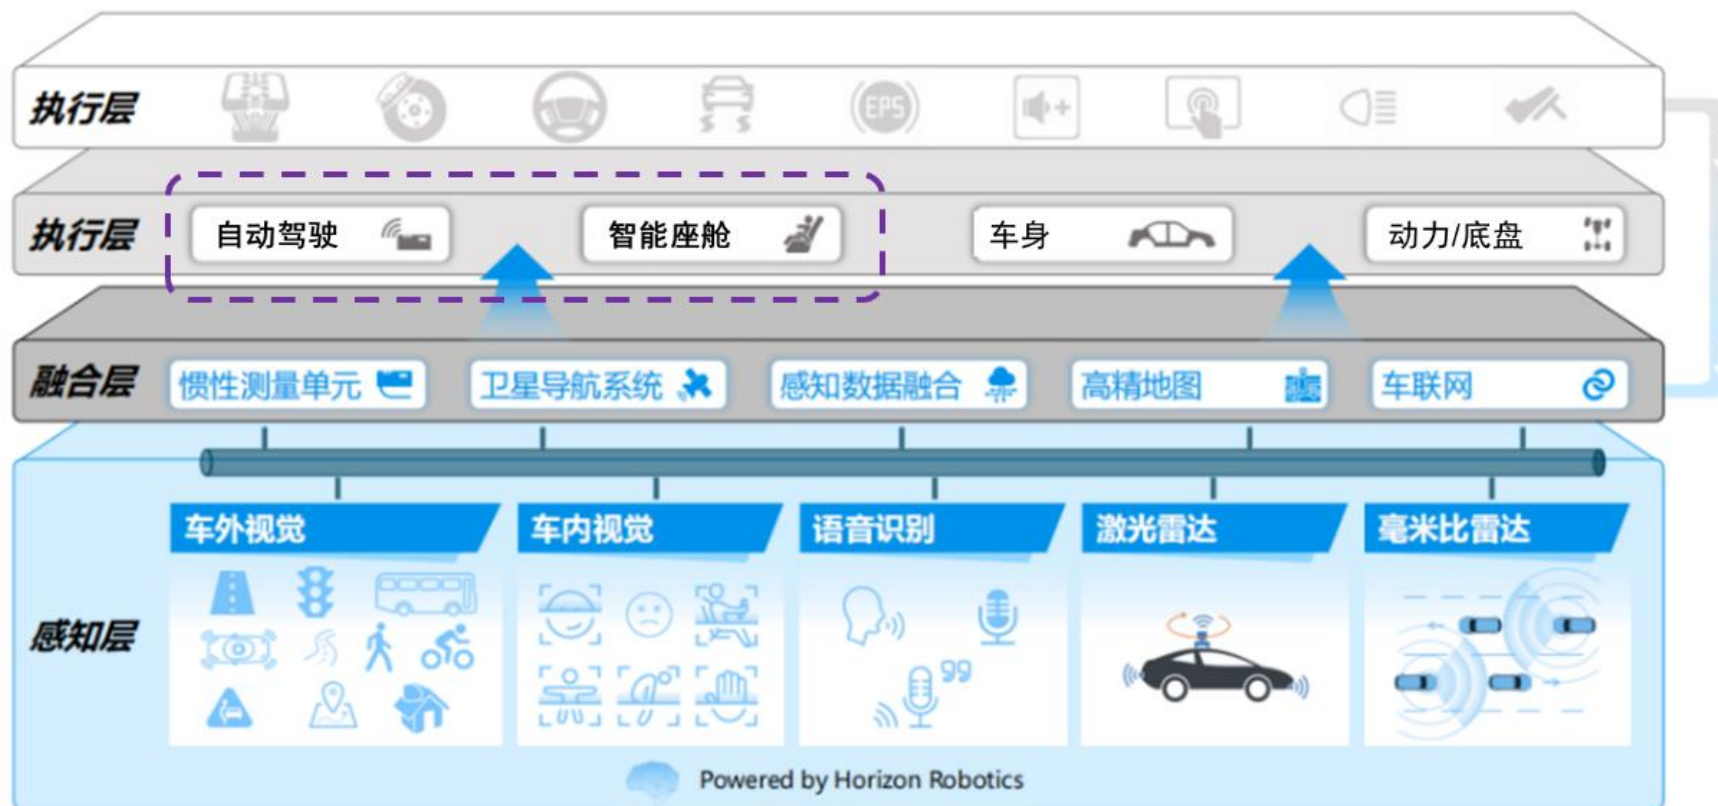 执行层
EPS
执行层
自动驾驶
智能座舱
车身
动力/底盘
融合层
惯性测量单元
卫星导航系统
感知数据融合
高精地图
车联网
感知层
车外视觉
车内视觉
语音识别
激光雷达
毫米比雷达
Powered by Horizon Robotics